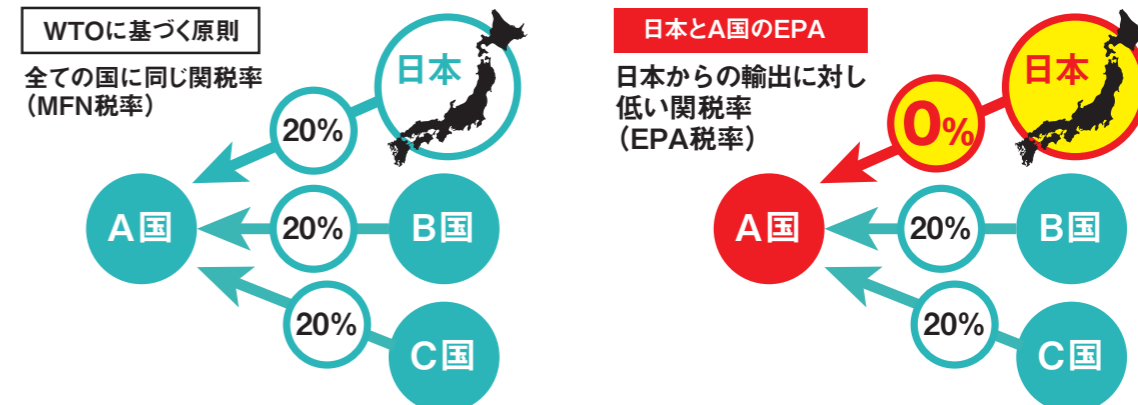 WTOに基づく原則
全ての国に同じ関税率
（MFN税率）
日本
20%
A国
20%
B国
20%
C国
日本とA国のEPA
日本からの輸出に対し
低い関税率
（EPA税率）
日本
0%
A国
20%
B国
20%
C国